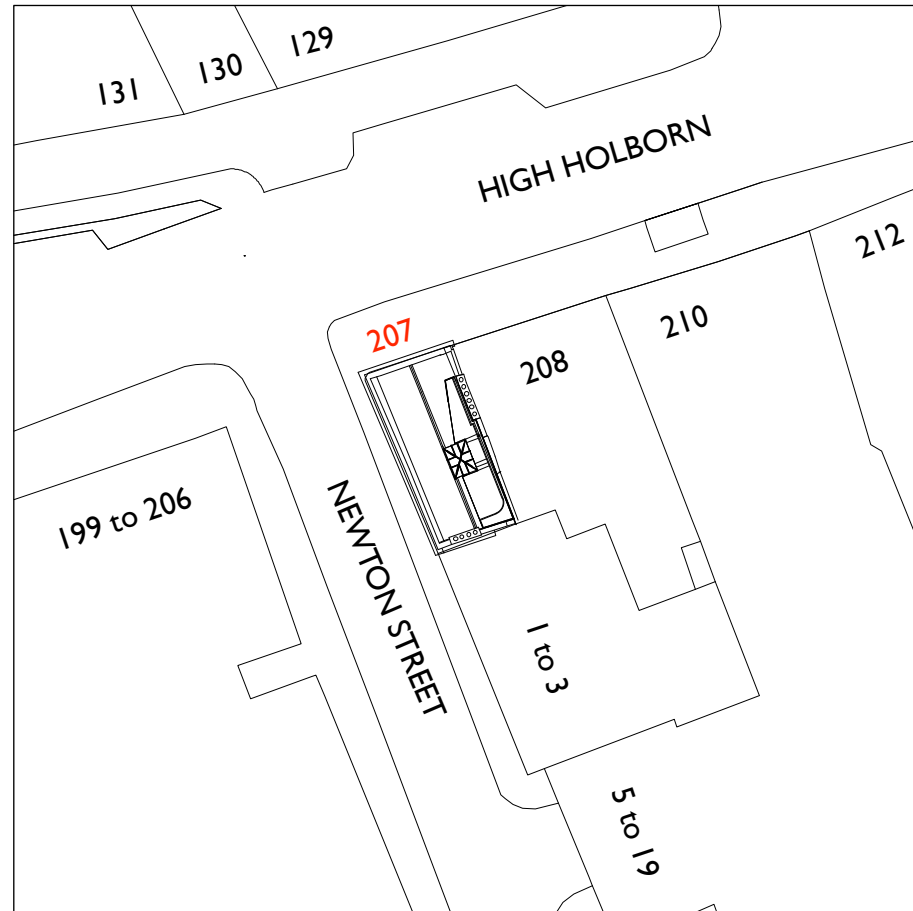 129
130
131
HIGH HOLBORN
212
210
207
208
199 to 206
NEWTON STREET
1 to 3
5 to 19